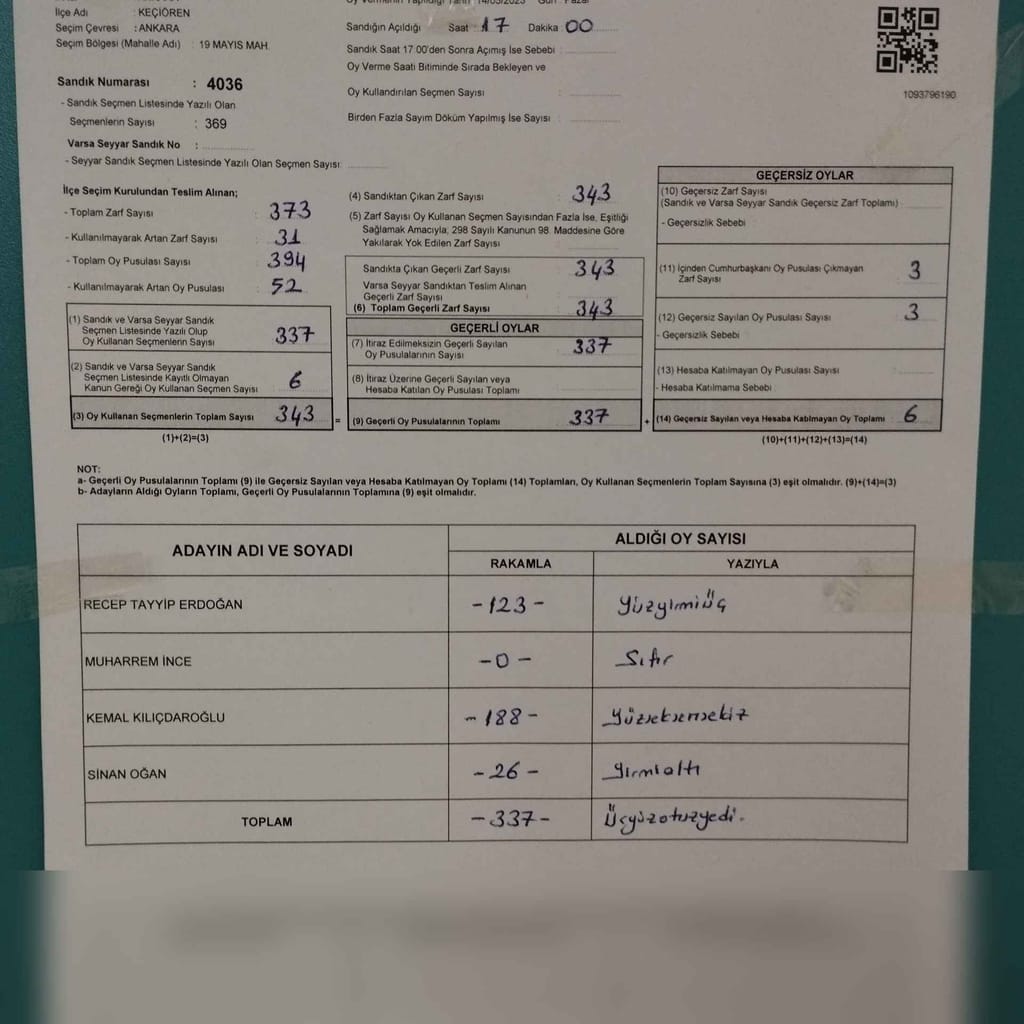 İlçe Adı : KEÇİÖREN
Seçim Çevresi : ANKARA
Seçim Bölgesi (Mahalle Adı) : 19 MAYIS MAH.
Sandık Numarası : 4036
- Sandık Seçmen Listesinde Yazılı Olan
Seçmenlerin Sayısı : 369
Varsa Seyyar Sandık No :
- Seyyar Sandık Seçmen Listesinde Yazılı Olan Seçmen Sayısı:
Oy Vermenin Yapıldığı Tarih 14/05/2023 Gün Pazar
Sandığın Açıldığı Saat 17 Dakika 00
Sandık Saat 17 00'den Sonra Açımış İse Sebebi :
Oy Verme Saati Bitiminde Sırada Bekleyen ve
Oy Kullandırılan Seçmen Sayısı :
Birden Fazla Sayım Döküm Yapılmış İse Sayısı :
1093796190
İlçe Seçim Kurulundan Teslim Alınan;
- Toplam Zarf Sayısı : 373
- Kullanılmayarak Artan Zarf Sayısı : 31
- Toplam Oy Pusulası Sayısı : 394
- Kullanılmayarak Artan Oy Pusulası : 52
(1) Sandık ve Varsa Seyyar Sandık
Seçmen Listesinde Yazılı Olup
Oy Kullanan Seçmenlerin Sayısı 337
(2) Sandık ve Varsa Seyyar Sandık
Seçmen Listesinde Kayıtlı Olmayan
Kanun Gereği Oy Kullanan Seçmen Sayısı 6
(3) Oy Kullanan Seçmenlerin Toplam Sayısı 343 =
(1)+(2)=(3)
(4) Sandıktan Çıkan Zarf Sayısı : 343
(5) Zarf Sayısı Oy Kullanan Seçmen Sayısından Fazla İse, Eşitliği
Sağlamak Amacıyla, 298 Sayılı Kanunun 98. Maddesine Göre
Yakılarak Yok Edilen Zarf Sayısı
Sandıkta Çıkan Geçerli Zarf Sayısı : 343
Varsa Seyyar Sandıktan Teslim Alınan
Geçerli Zarf Sayısı
(6) Toplam Geçerli Zarf Sayısı : 343
GEÇERLİ OYLAR
(7) İtiraz Edilmeksizin Geçerli Sayılan
Oy Pusulalarının Sayısı 337
(8) İtiraz Üzerine Geçerli Sayılan veya
Hesaba Katılan Oy Pusulası Toplamı
(9) Geçerli Oy Pusulalarının Toplamı 337 +
GEÇERSİZ OYLAR
(10) Geçersiz Zarf Sayısı
(Sandık ve Varsa Seyyar Sandık Geçersiz Zarf Toplamı)
- Geçersizlik Sebebi
(11) İçinden Cumhurbaşkanı Oy Pusulası Çıkmayan
Zarf Sayısı 3
(12) Geçersiz Sayılan Oy Pusulası Sayısı 3
- Geçersizlik Sebebi
(13) Hesaba Katılmayan Oy Pusulası Sayısı
- Hesaba Katılmama Sebebi
(14) Geçersiz Sayılan veya Hesaba Katılmayan Oy Toplamı 6
(10)+(11)+(12)+(13)=(14)
NOT:
a- Geçerli Oy Pusulalarının Toplamı (9) ile Geçersiz Sayılan veya Hesaba Katılmayan Oy Toplamı (14) Toplamları, Oy Kullanan Seçmenlerin Toplam Sayısına (3) eşit olmalıdır. (9)+(14)=(3)
b- Adayların Aldığı Oyların Toplamı, Geçerli Oy Pusulalarının Toplamına (9) eşit olmalıdır.
ADAYIN ADI VE SOYADI
ALDIĞI OY SAYISI
RAKAMLA YAZIYLA
RECEP TAYYİP ERDOĞAN -123- Yüzyirmiüç
MUHARREM İNCE -0- Sıfır
KEMAL KILIÇDAROĞLU -188- Yüzseksensekiz
SİNAN OĞAN -26- Yirmialtı
TOPLAM -337- Üçyüzotuzyedi.